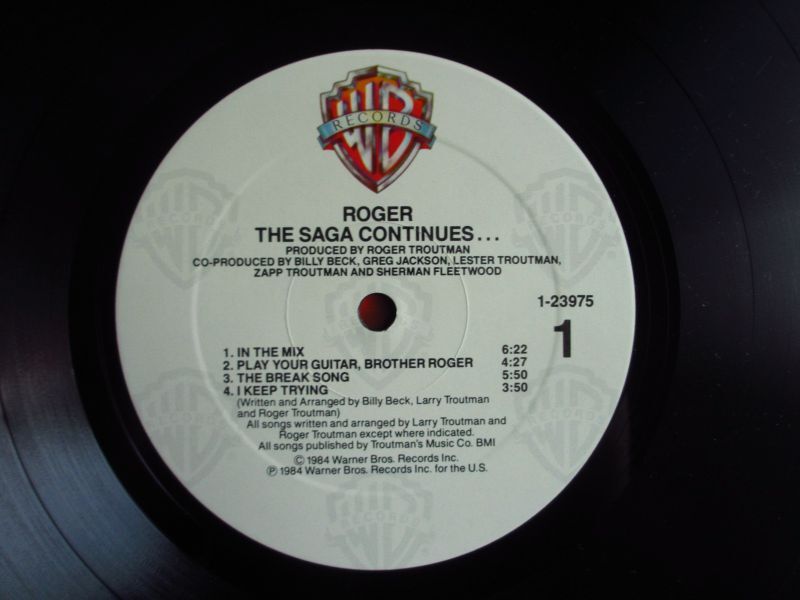 WB
RECORDS
ROGER
THE SAGA CONTINUES...
PRODUCED BY ROGER TROUTMAN
CO-PRODUCED BY BILLY BECK, GREG JACKSON, LESTER TROUTMAN,
ZAPP TROUTMAN AND SHERMAN FLEETWOOD
1-23975
1
1. IN THE MIX 6:22
2. PLAY YOUR GUITAR, BROTHER ROGER 4:27
3. THE BREAK SONG 5:50
4. I KEEP TRYING 3:50
(Written and Arranged by Billy Beck, Larry Troutman
and Roger Troutman)
All songs written and arranged by Larry Troutman and
Roger Troutman except where indicated.
All songs published by Troutman's Music Co. BMI
© 1984 Warner Bros. Records Inc.
℗ 1984 Warner Bros. Records Inc. for the U.S.